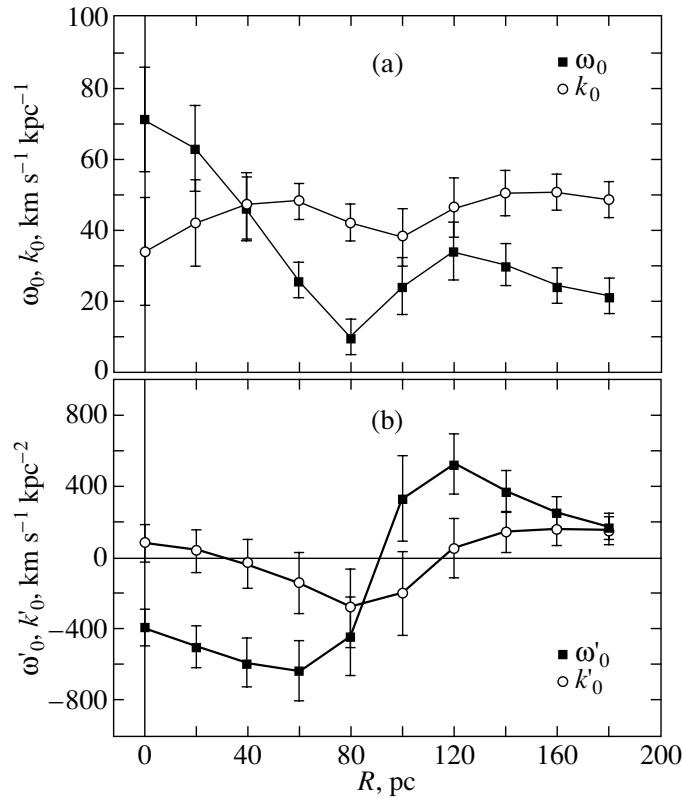 (a)
ω₀
k₀
100
80
60
40
20
0
ω₀, k₀, km s⁻¹ kpc⁻¹
(b)
800
400
0
−400
−800
ω′₀, k′₀, km s⁻¹ kpc⁻²
ω′₀
k′₀
0 40 80 120 160 200
R, pc